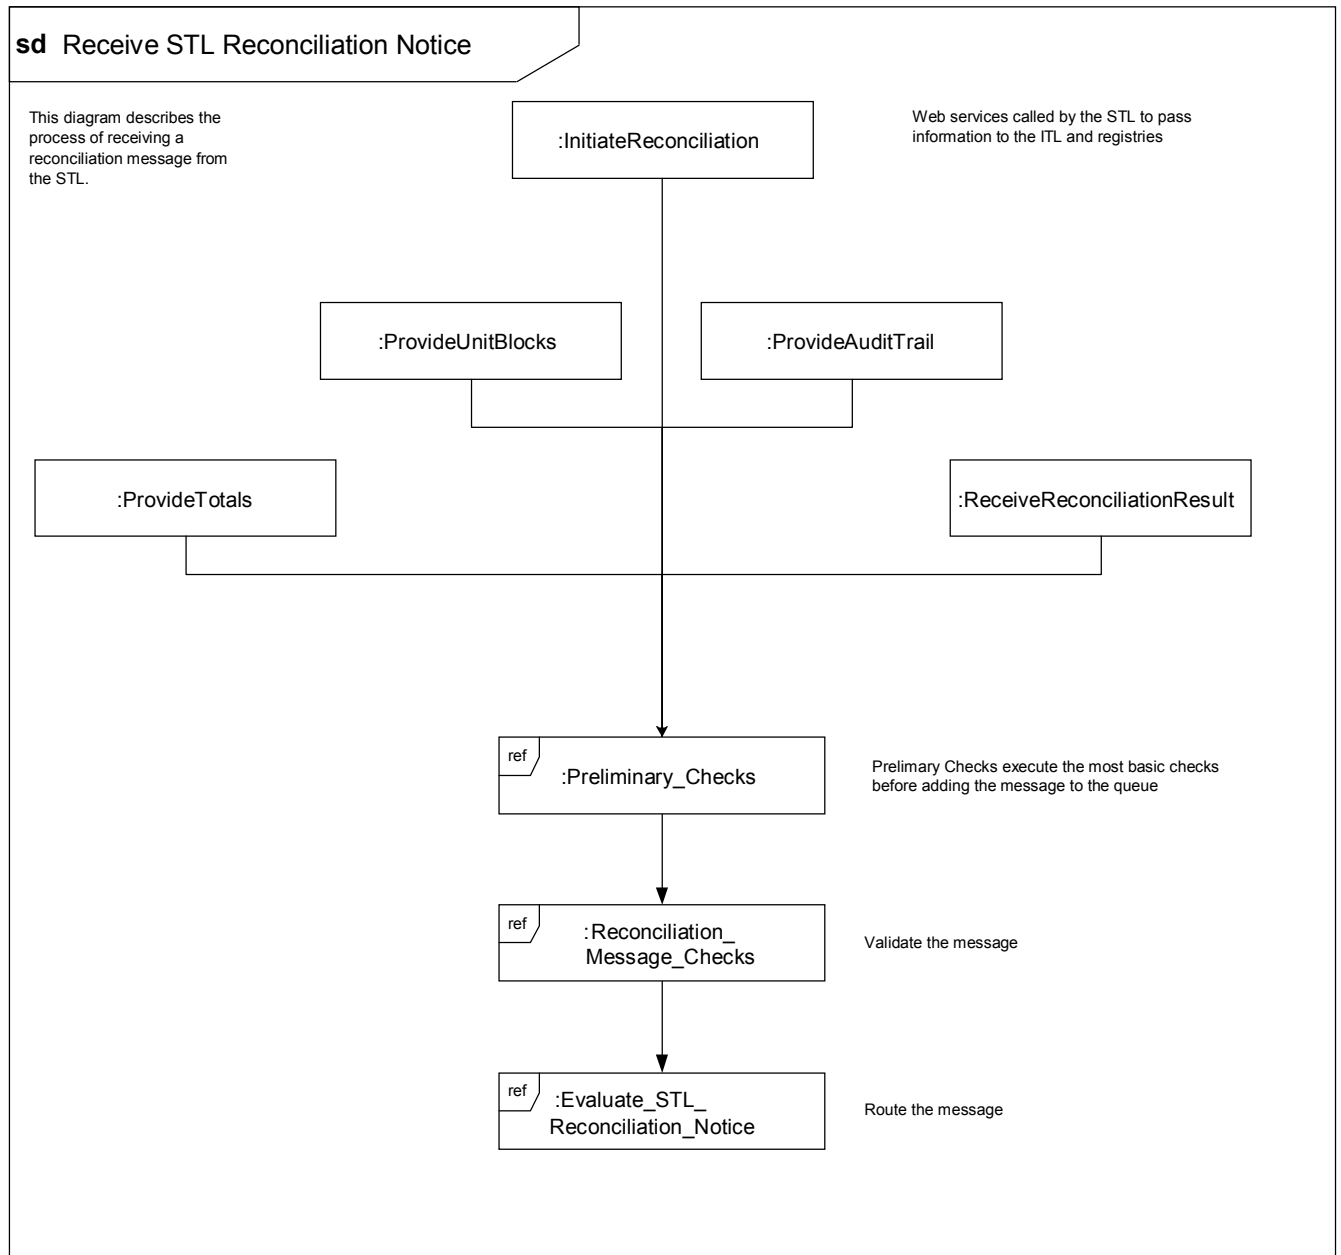 sd Receive STL Reconciliation Notice
This diagram describes the
process of receiving a
reconciliation message from
the STL.
:InitiateReconciliation
Web services called by the STL to pass
information to the ITL and registries
:ProvideUnitBlocks
:ProvideAuditTrail
:ProvideTotals
:ReceiveReconciliationResult
ref
:Preliminary_Checks
Prelimary Checks execute the most basic checks
before adding the message to the queue
ref
:Reconciliation_
Message_Checks
Validate the message
ref
:Evaluate_STL_
Reconciliation_Notice
Route the message